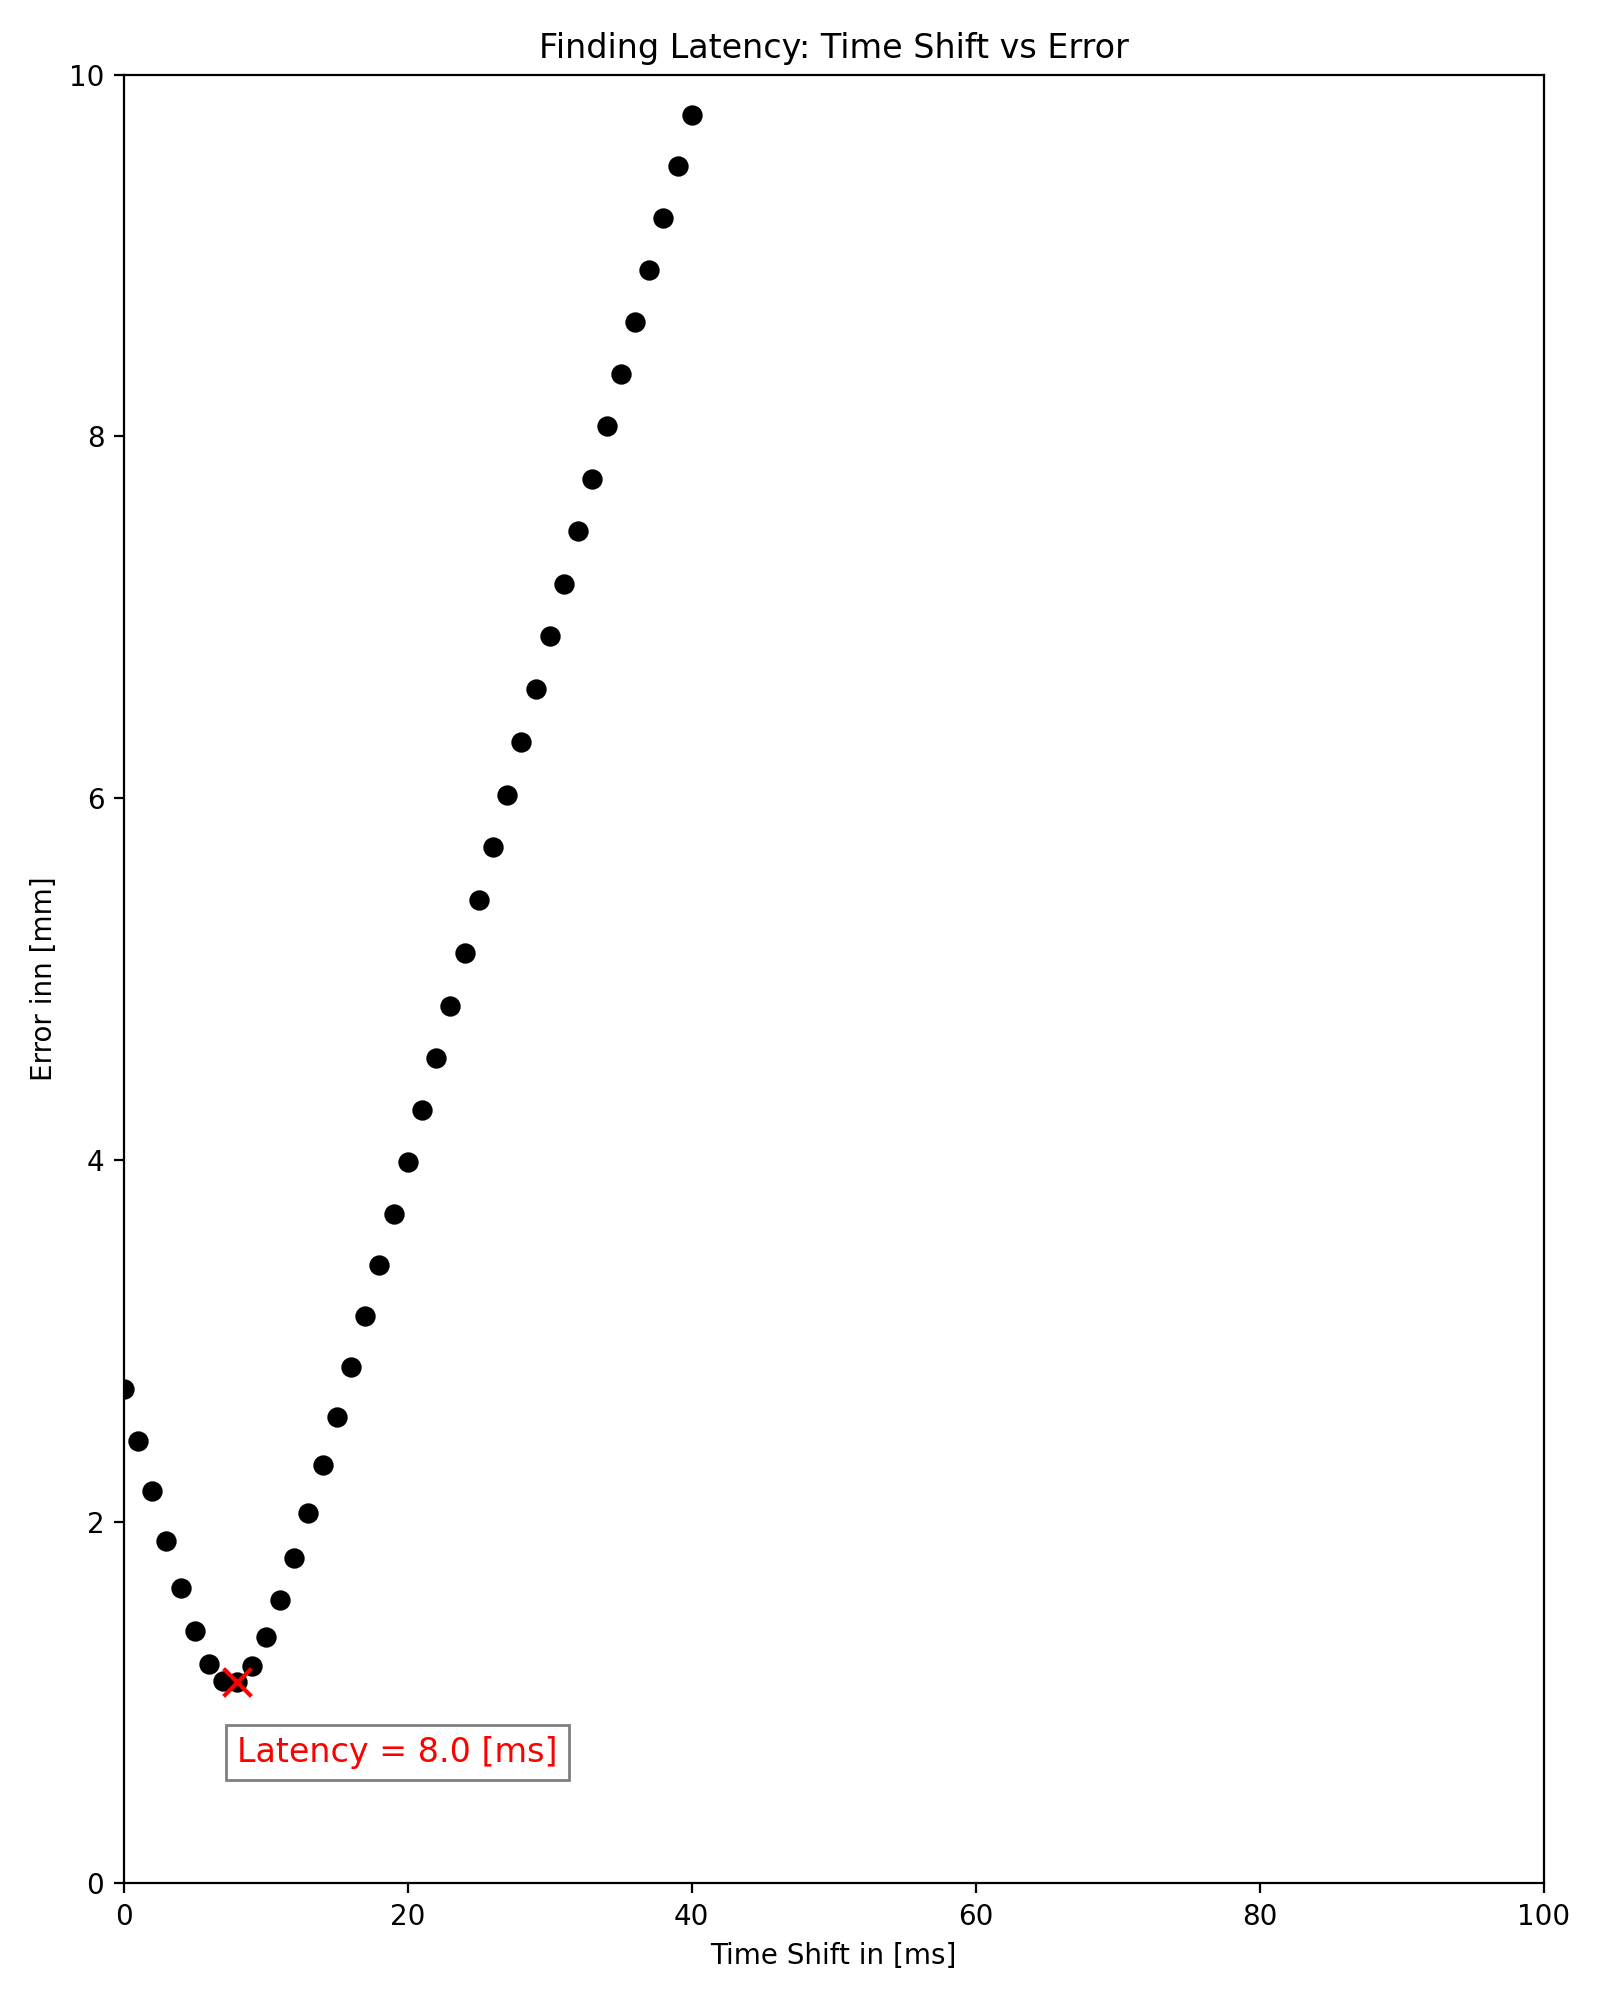 Finding Latency: Time Shift vs Error
10
8
6
4
2
0
Error inn [mm]
Latency = 8.0 [ms]
0 20 40 60 80 100
Time Shift in [ms]